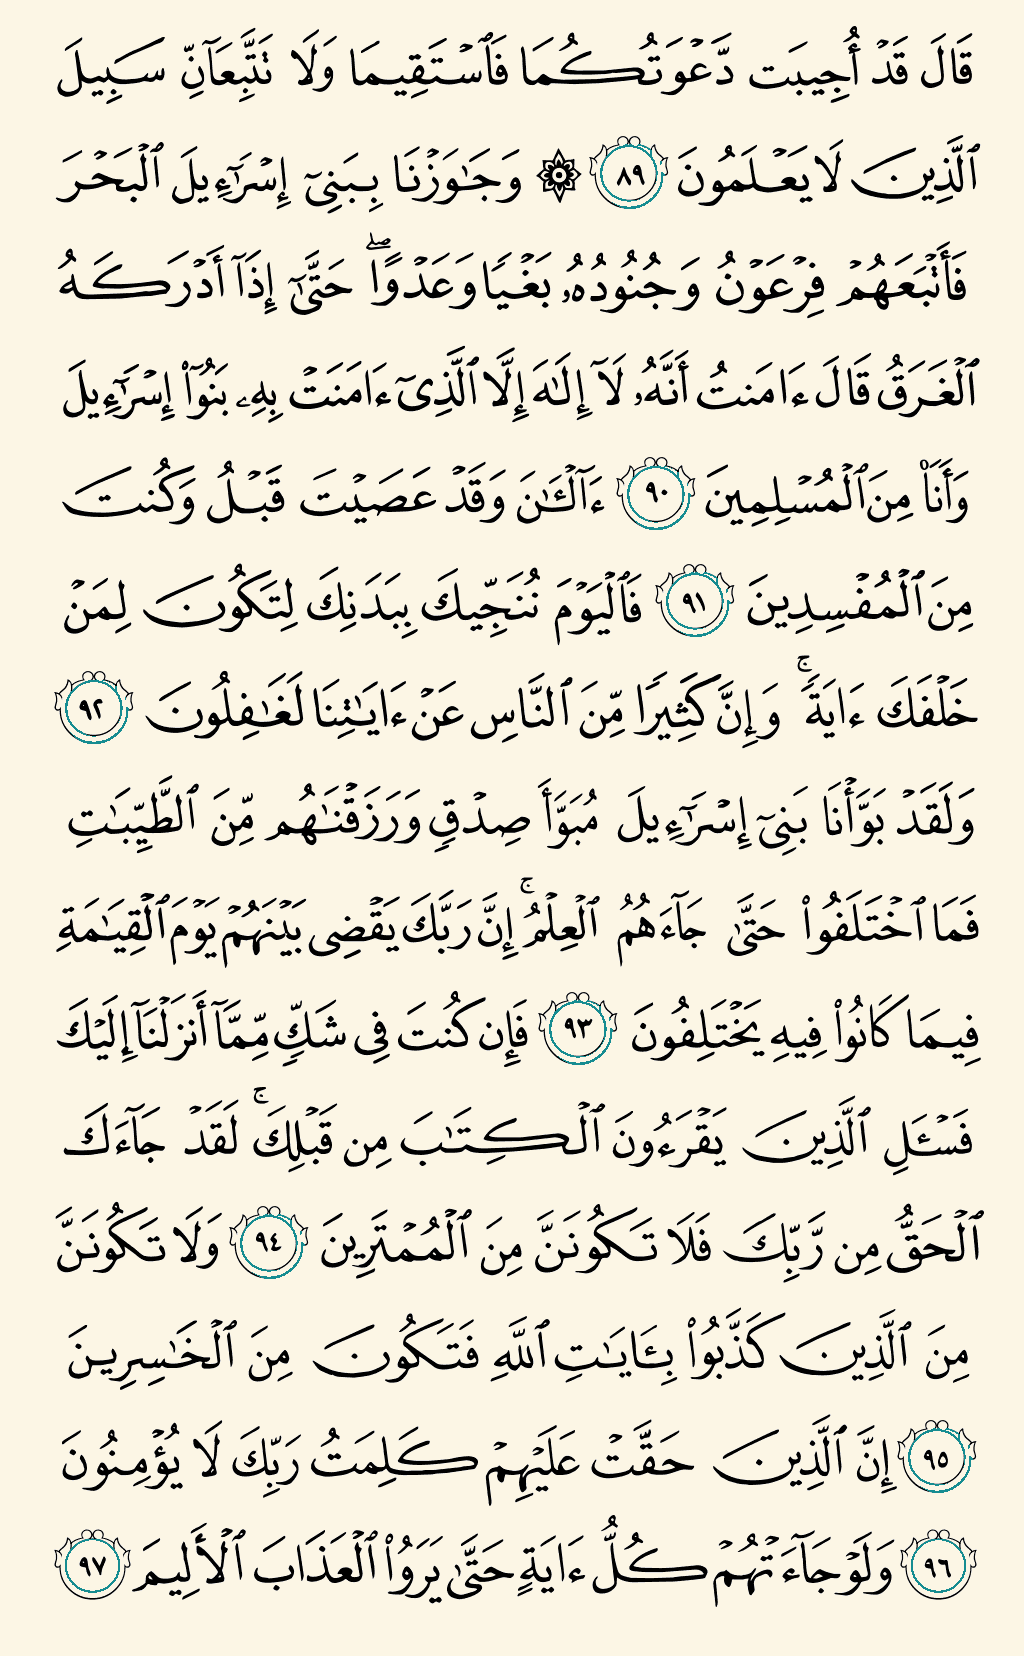 قَالَ قَدۡ أُجِيبَت دَّعۡوَتُكُمَا فَٱسۡتَقِيمَا وَلَا تَتَّبِعَآنِّ سَبِيلَ
ٱلَّذِينَ لَا يَعۡلَمُونَ ٨٩ ۞ وَجَٰوَزۡنَا بِبَنِيٓ إِسۡرَٰٓءِيلَ ٱلۡبَحۡرَ
فَأَتۡبَعَهُمۡ فِرۡعَوۡنُ وَجُنُودُهُۥ بَغۡيٗا وَعَدۡوًاۖ حَتَّىٰٓ إِذَآ أَدۡرَكَهُ
ٱلۡغَرَقُ قَالَ ءَامَنتُ أَنَّهُۥ لَآ إِلَٰهَ إِلَّا ٱلَّذِيٓ ءَامَنَتۡ بِهِۦ بَنُوٓاْ إِسۡرَٰٓءِيلَ
وَأَنَا۠ مِنَ ٱلۡمُسۡلِمِينَ ٩٠ ءَآلۡـَٰٔنَ وَقَدۡ عَصَيۡتَ قَبۡلُ وَكُنتَ
مِنَ ٱلۡمُفۡسِدِينَ ٩١ فَٱلۡيَوۡمَ نُنَجِّيكَ بِبَدَنِكَ لِتَكُونَ لِمَنۡ
خَلۡفَكَ ءَايَةٗۚ وَإِنَّ كَثِيرٗا مِّنَ ٱلنَّاسِ عَنۡ ءَايَٰتِنَا لَغَٰفِلُونَ ٩٢
وَلَقَدۡ بَوَّأۡنَا بَنِيٓ إِسۡرَٰٓءِيلَ مُبَوَّأَ صِدۡقٖ وَرَزَقۡنَٰهُم مِّنَ ٱلطَّيِّبَٰتِ
فَمَا ٱخۡتَلَفُواْ حَتَّىٰ جَآءَهُمُ ٱلۡعِلۡمُۚ إِنَّ رَبَّكَ يَقۡضِي بَيۡنَهُمۡ يَوۡمَ ٱلۡقِيَٰمَةِ
فِيمَا كَانُواْ فِيهِ يَخۡتَلِفُونَ ٩٣ فَإِن كُنتَ فِي شَكّٖ مِّمَّآ أَنزَلۡنَآ إِلَيۡكَ
فَسۡـَٔلِ ٱلَّذِينَ يَقۡرَءُونَ ٱلۡكِتَٰبَ مِن قَبۡلِكَۚ لَقَدۡ جَآءَكَ
ٱلۡحَقُّ مِن رَّبِّكَ فَلَا تَكُونَنَّ مِنَ ٱلۡمُمۡتَرِينَ ٩٤ وَلَا تَكُونَنَّ
مِنَ ٱلَّذِينَ كَذَّبُواْ بِـَٔايَٰتِ ٱللَّهِ فَتَكُونَ مِنَ ٱلۡخَٰسِرِينَ
٩٥ إِنَّ ٱلَّذِينَ حَقَّتۡ عَلَيۡهِمۡ كَلِمَتُ رَبِّكَ لَا يُؤۡمِنُونَ
٩٦ وَلَوۡ جَآءَتۡهُمۡ كُلُّ ءَايَةٍ حَتَّىٰ يَرَوُاْ ٱلۡعَذَابَ ٱلۡأَلِيمَ ٩٧